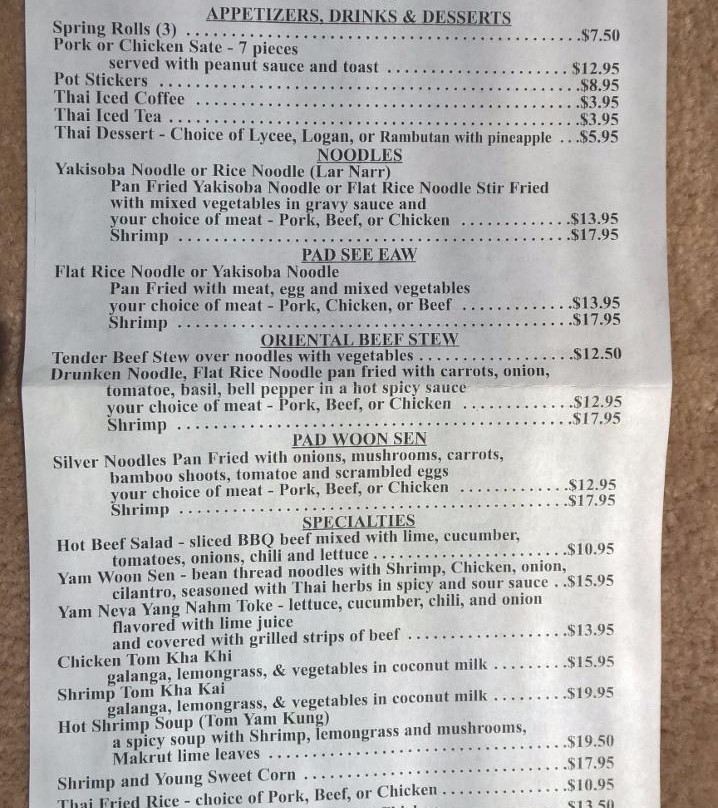 APPETIZERS, DRINKS & DESSERTS
Spring Rolls (3) ............................................$7.50
Pork or Chicken Sate - 7 pieces
served with peanut sauce and toast .................... $12.95
Pot Stickers ................................................$8.95
Thai Iced Coffee ...........................................$3.95
Thai Iced Tea ..............................................$3.95
Thai Dessert - Choice of Lycee, Logan, or Rambutan with pineapple ...$5.95
NOODLES
Yakisoba Noodle or Rice Noodle (Lar Narr)
Pan Fried Yakisoba Noodle or Flat Rice Noodle Stir Fried
with mixed vegetables in gravy sauce and
your choice of meat - Pork, Beef, or Chicken .............$13.95
Shrimp .............................................$17.95
PAD SEE EAW
Flat Rice Noodle or Yakisoba Noodle
Pan Fried with meat, egg and mixed vegetables
your choice of meat - Pork, Chicken, or Beef .............$13.95
Shrimp .............................................$17.95
ORIENTAL BEEF STEW
Tender Beef Stew over noodles with vegetables ..................$12.50
Drunken Noodle, Flat Rice Noodle pan fried with carrots, onion,
tomatoe, basil, bell pepper in a hot spicy sauce
your choice of meat - Pork, Beef, or Chicken .............$12.95
Shrimp .............................................$17.95
PAD WOON SEN
Silver Noodles Pan Fried with onions, mushrooms, carrots,
bamboo shoots, tomatoe and scrambled eggs
your choice of meat - Pork, Beef, or Chicken .............$12.95
Shrimp .............................................$17.95
SPECIALTIES
Hot Beef Salad - sliced BBQ beef mixed with lime, cucumber,
tomatoes, onions, chili and lettuce ......................$10.95
Yam Woon Sen - bean thread noodles with Shrimp, Chicken, onion,
cilantro, seasoned with Thai herbs in spicy and sour sauce ..$15.95
Yam Neva Yang Nahm Toke - lettuce, cucumber, chili, and onion
flavored with lime juice
and covered with grilled strips of beef ..................$13.95
Chicken Tom Kha Khi
galanga, lemongrass, & vegetables in coconut milk .........$15.95
Shrimp Tom Kha Kai
galanga, lemongrass, & vegetables in coconut milk .........$19.95
Hot Shrimp Soup (Tom Yam Kung)
a spicy soup with Shrimp, lemongrass and mushrooms,
Makrut lime leaves ..................................$19.50
Shrimp and Young Sweet Corn ..............................$17.95
Thai Fried Rice - choice of Pork, Beef, or Chicken ..............$10.95
$13.50